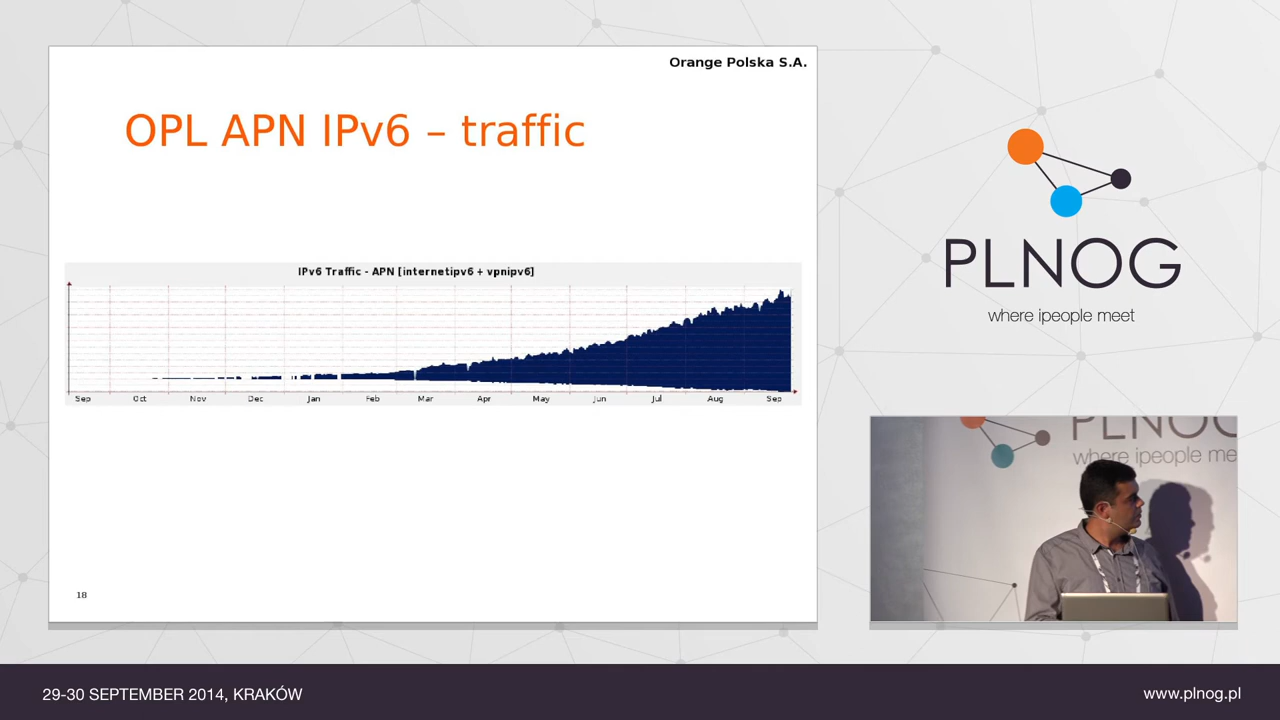 Orange Polska S.A.
OPL APN IPv6 – traffic
IPv6 Traffic - APN [internetipv6 + vpnipv6]
Sep Oct Nov Dec Jan Feb Mar Apr May Jun Jul Aug Sep
18
PLNOG
where ipeople meet
PLNOG
where ipeople me
29-30 SEPTEMBER 2014, KRAKÓW
www.plnog.pl